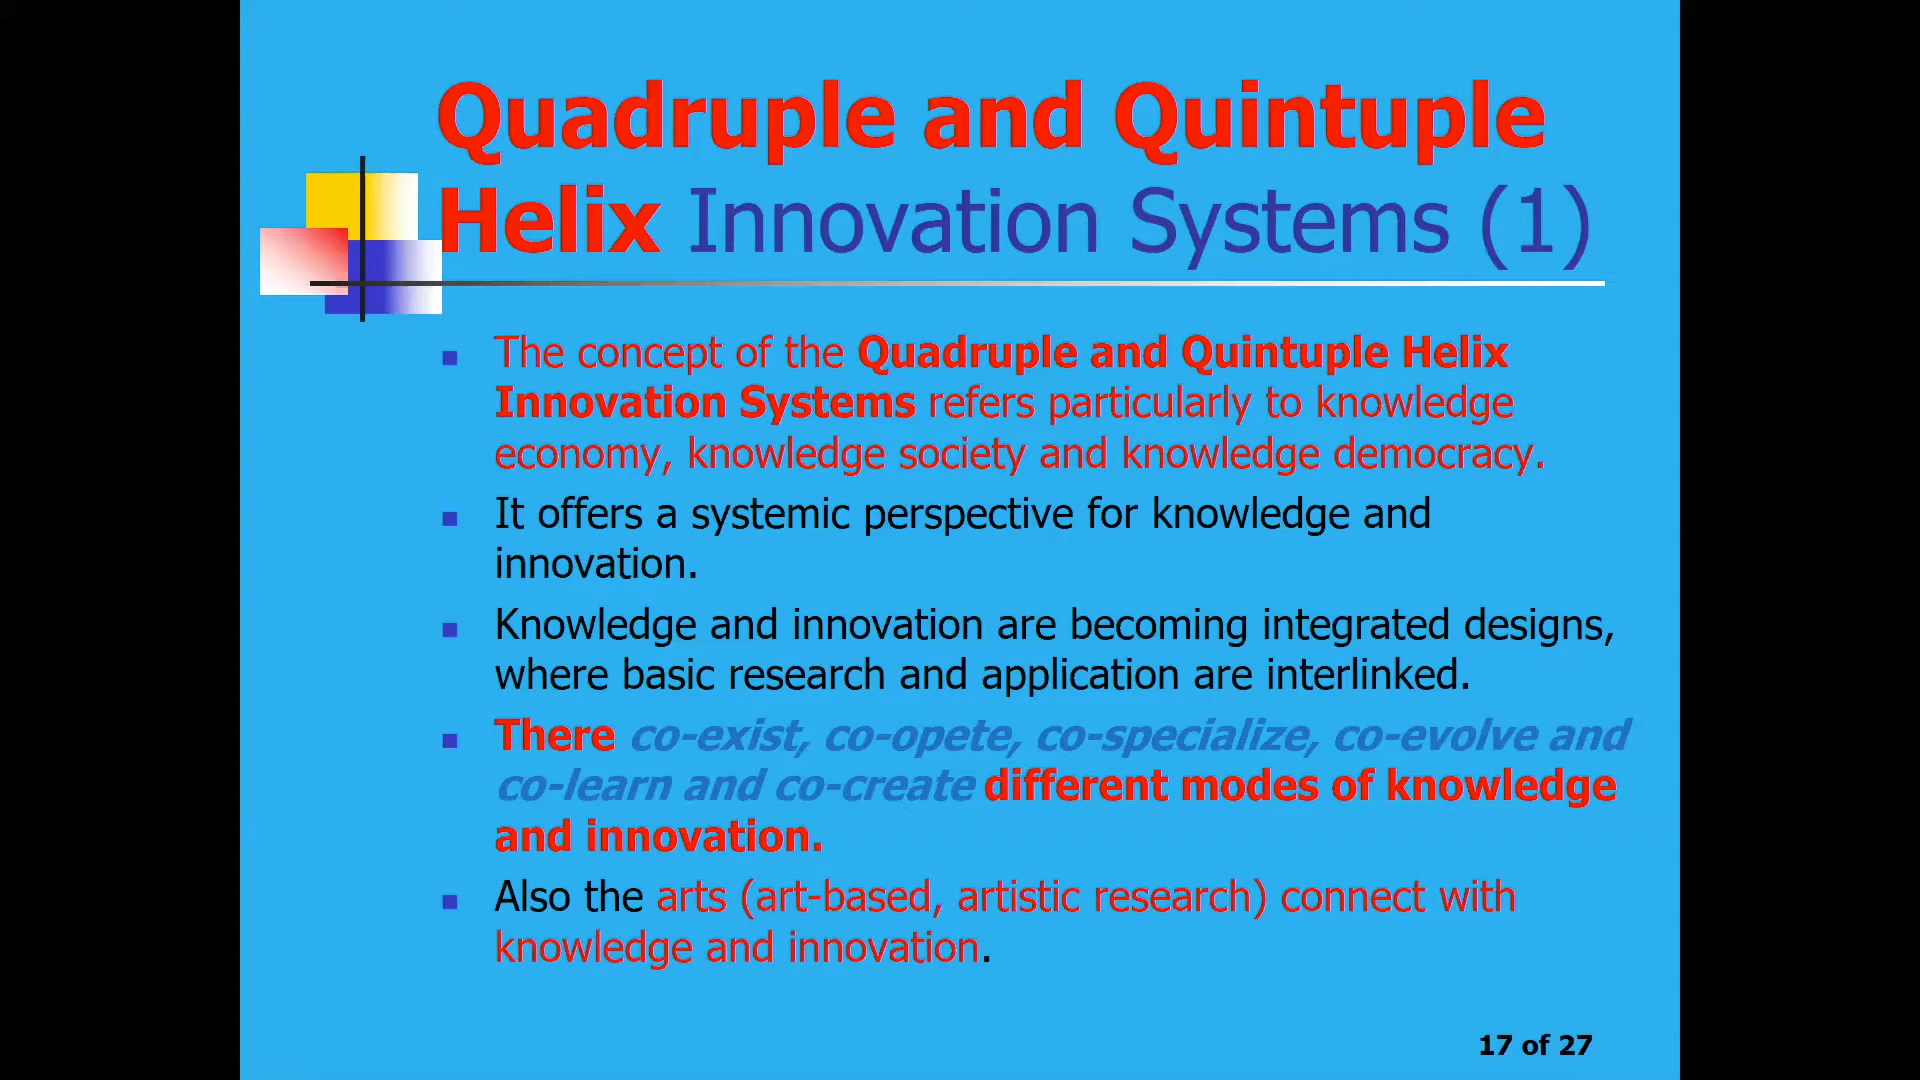 Quadruple and Quintuple
Helix Innovation Systems (1)
The concept of the Quadruple and Quintuple Helix
Innovation Systems refers particularly to knowledge
economy, knowledge society and knowledge democracy.
It offers a systemic perspective for knowledge and
innovation.
Knowledge and innovation are becoming integrated designs,
where basic research and application are interlinked.
There co-exist, co-opete, co-specialize, co-evolve and
co-learn and co-create different modes of knowledge
and innovation.
Also the arts (art-based, artistic research) connect with
knowledge and innovation.
17 of 27